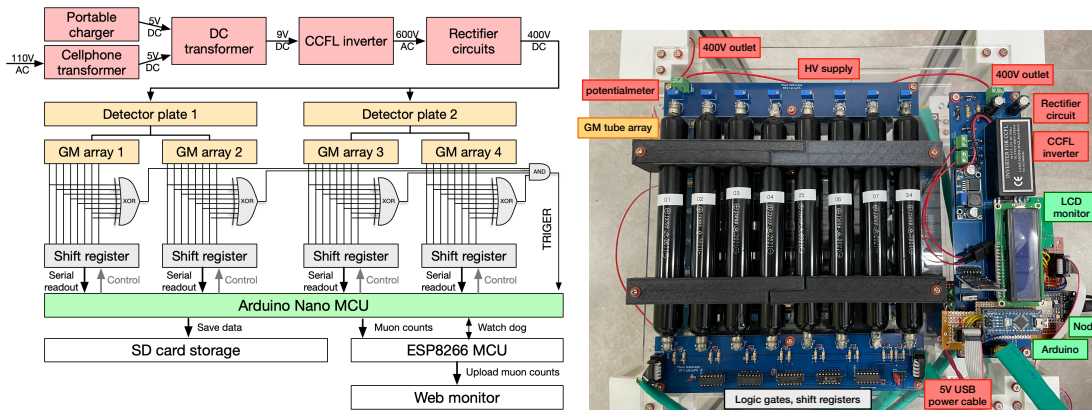 Portable
charger
5V
DC
DC
transformer
9V
DC
CCFL inverter
600V
AC
Rectifier
circuits
400V
DC
110V
AC
Cellphone
transformer
5V
DC
Detector plate 1
Detector plate 2
GM array 1
GM array 2
GM array 3
GM array 4
AND
XOR
XOR
XOR
XOR
TRIGER
Shift register
Shift register
Shift register
Shift register
Serial
readout
Control
Serial
readout
Control
Serial
readout
Control
Serial
readout
Control
Arduino Nano MCU
Save data
Muon counts
Watch dog
SD card storage
ESP8266 MCU
Upload muon counts
Web monitor
400V outlet
HV supply
400V outlet
potentialmeter
GM tube array
Rectifier
circuit
CCFL
inverter
INVERTER FOR CCFL
CE
LCD
monitor
01
02
03
04
05
06
07
34
Nod
Arduino
5V USB
power cable
Logic gates, shift registers